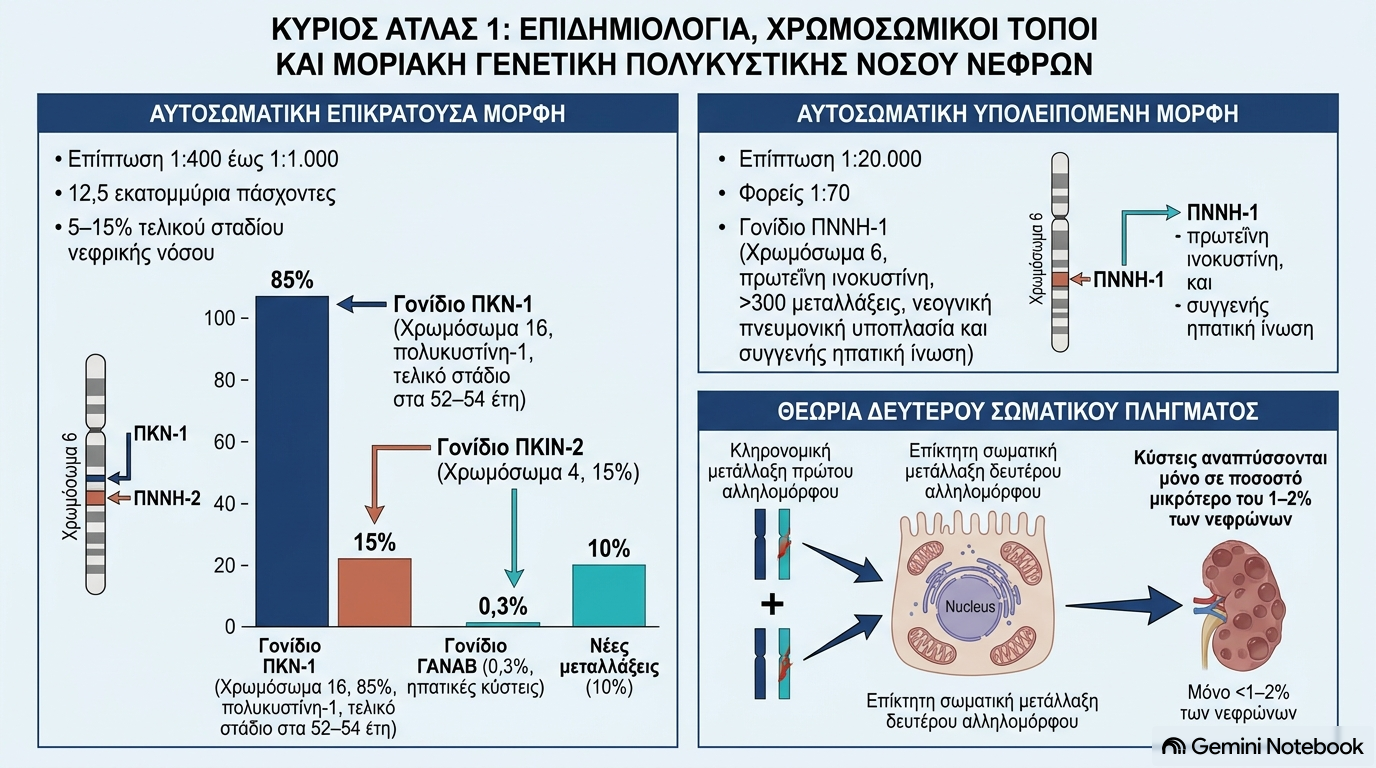 ΚΥΡΙΟΣ ΑΤΛΑΣ 1: ΕΠΙΔΗΜΙΟΛΟΓΙΑ, ΧΡΩΜΟΣΩΜΙΚΟΙ ΤΟΠΟΙ
ΚΑΙ ΜΟΡΙΑΚΗ ΓΕΝΕΤΙΚΗ ΠΟΛΥΚΥΣΤΙΚΗΣ ΝΟΣΟΥ ΝΕΦΡΩΝ
ΑΥΤΟΣΩΜΑΤΙΚΗ ΕΠΙΚΡΑΤΟΥΣΑ ΜΟΡΦΗ
• Επίπτωση 1:400 έως 1:1.000
• 12,5 εκατομμύρια πάσχοντες
• 5–15% τελικού σταδίου
νεφρικής νόσου
Χρωμόσωμα 9
ΠΚΝ-1
ΠΝΝΗ-2
100
80
60
40
20
0
85%
15%
0,3%
10%
Γονίδιο ΠΚΝ-1
(Χρωμόσωμα 16,
πολυκυστίνη-1,
τελικό στάδιο
στα 52–54 έτη)
Γονίδιο ΠΚΙΝ-2
(Χρωμόσωμα 4, 15%)
Γονίδιο
ΠΚΝ-1
(Χρωμόσωμα 16, 85%,
πολυκυστίνη-1, τελικό
στάδιο στα 52–54 έτη)
Γονίδιο
ΓΑΝΑΒ (0,3%,
ηπατικές κύστεις)
Νέες
μεταλλάξεις
(10%)
ΑΥΤΟΣΩΜΑΤΙΚΗ ΥΠΟΛΕΙΠΟΜΕΝΗ ΜΟΡΦΗ
• Επίπτωση 1:20.000
• Φορείς 1:70
• Γονίδιο ΠΝΝΗ-1
(Χρωμόσωμα 6,
πρωτεΐνη ινοκυστίνη,
>300 μεταλλάξεις, νεογνική
πνευμονική υποπλασία και
συγγενής ηπατική ίνωση)
Χρωμόσωμα 9
ΠΝΝΗ-1
ΠΝΝΗ-1
- πρωτεΐνη
ινοκυστίνη,
και
- συγγενής
ηπατική ίνωση
ΘΕΩΡΙΑ ΔΕΥΤΕΡΟΥ ΣΩΜΑΤΙΚΟΥ ΠΛΗΓΜΑΤΟΣ
Κληρονομική
μετάλλαξη πρώτου
αλληλομόρφου
+
Επίκτητη σωματική
μετάλλαξη δευτέρου
αλληλομόρφου
Nucleus
Επίκτητη σωματική μετάλλαξη
δευτέρου αλληλομόρφου
Κύστεις αναπτύσσονται
μόνο σε ποσοστό
μικρότερο του 1–2%
των νεφρώνων
Μόνο <1–2%
των νεφρώνων
Gemini Notebook